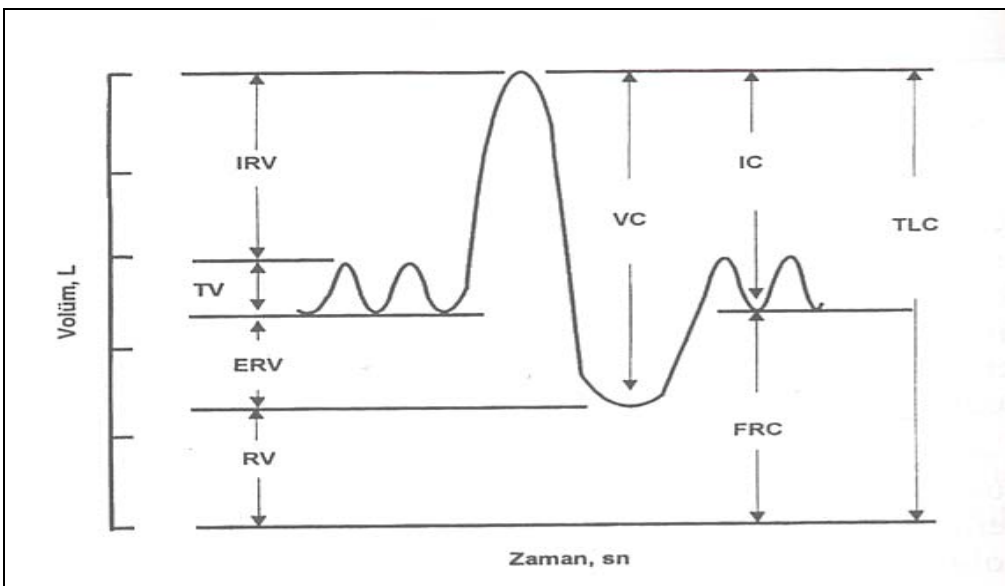 IRV
IC
VC
TLC
TV
ERV
FRC
RV
Volüm, L
Zaman, sn